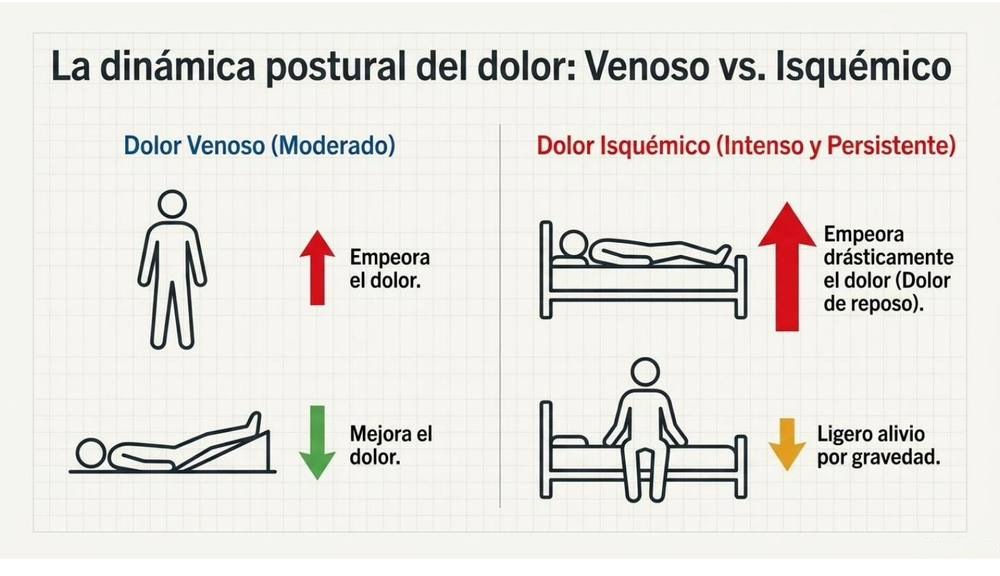 La dinámica postural del dolor: Venoso vs. Isquémico
Dolor Venoso (Moderado)
Empeora
el dolor.
Mejora el
dolor.
Dolor Isquémico (Intenso y Persistente)
Empeora
drásticamente
el dolor (Dolor
de reposo).
Ligero alivio
por gravedad.